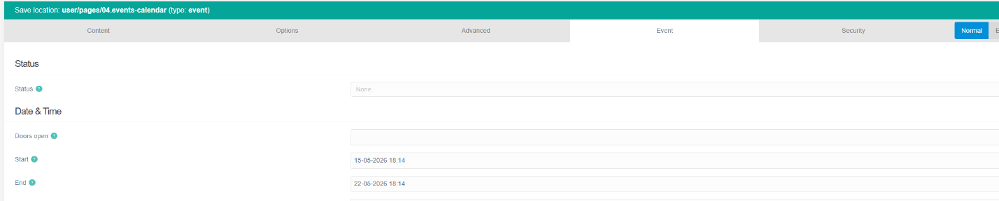 Save location: user/pages/04.events-calendar (type: event)
Content Options Advanced Event Security Normal
Status
Status ? None
Date & Time
Doors open ?
Start ? 15-05-2026 18:14
End ? 22-05-2026 18:14